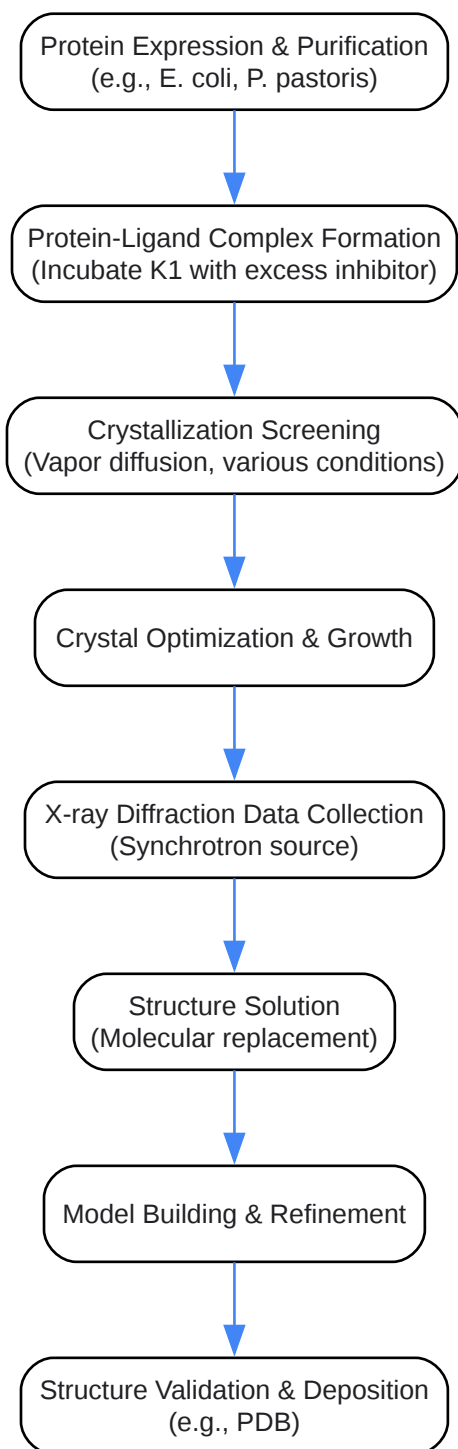 Protein Expression & Purification
(e.g., E. coli, P. pastoris)
Protein-Ligand Complex Formation
(Incubate K1 with excess inhibitor)
Crystallization Screening
(Vapor diffusion, various conditions)
Crystal Optimization & Growth
X-ray Diffraction Data Collection
(Synchrotron source)
Structure Solution
(Molecular replacement)
Model Building & Refinement
Structure Validation & Deposition
(e.g., PDB)